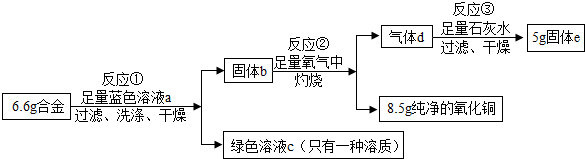 反应③
足量石灰水
过滤、干燥
气体d
5g固体e
反应②
足量氧气中
灼烧
固体b
反应①
足量蓝色溶液a
过滤、洗涤、干燥
6.6g合金
8.5g纯净的氧化铜
绿色溶液c（只有一种溶质）